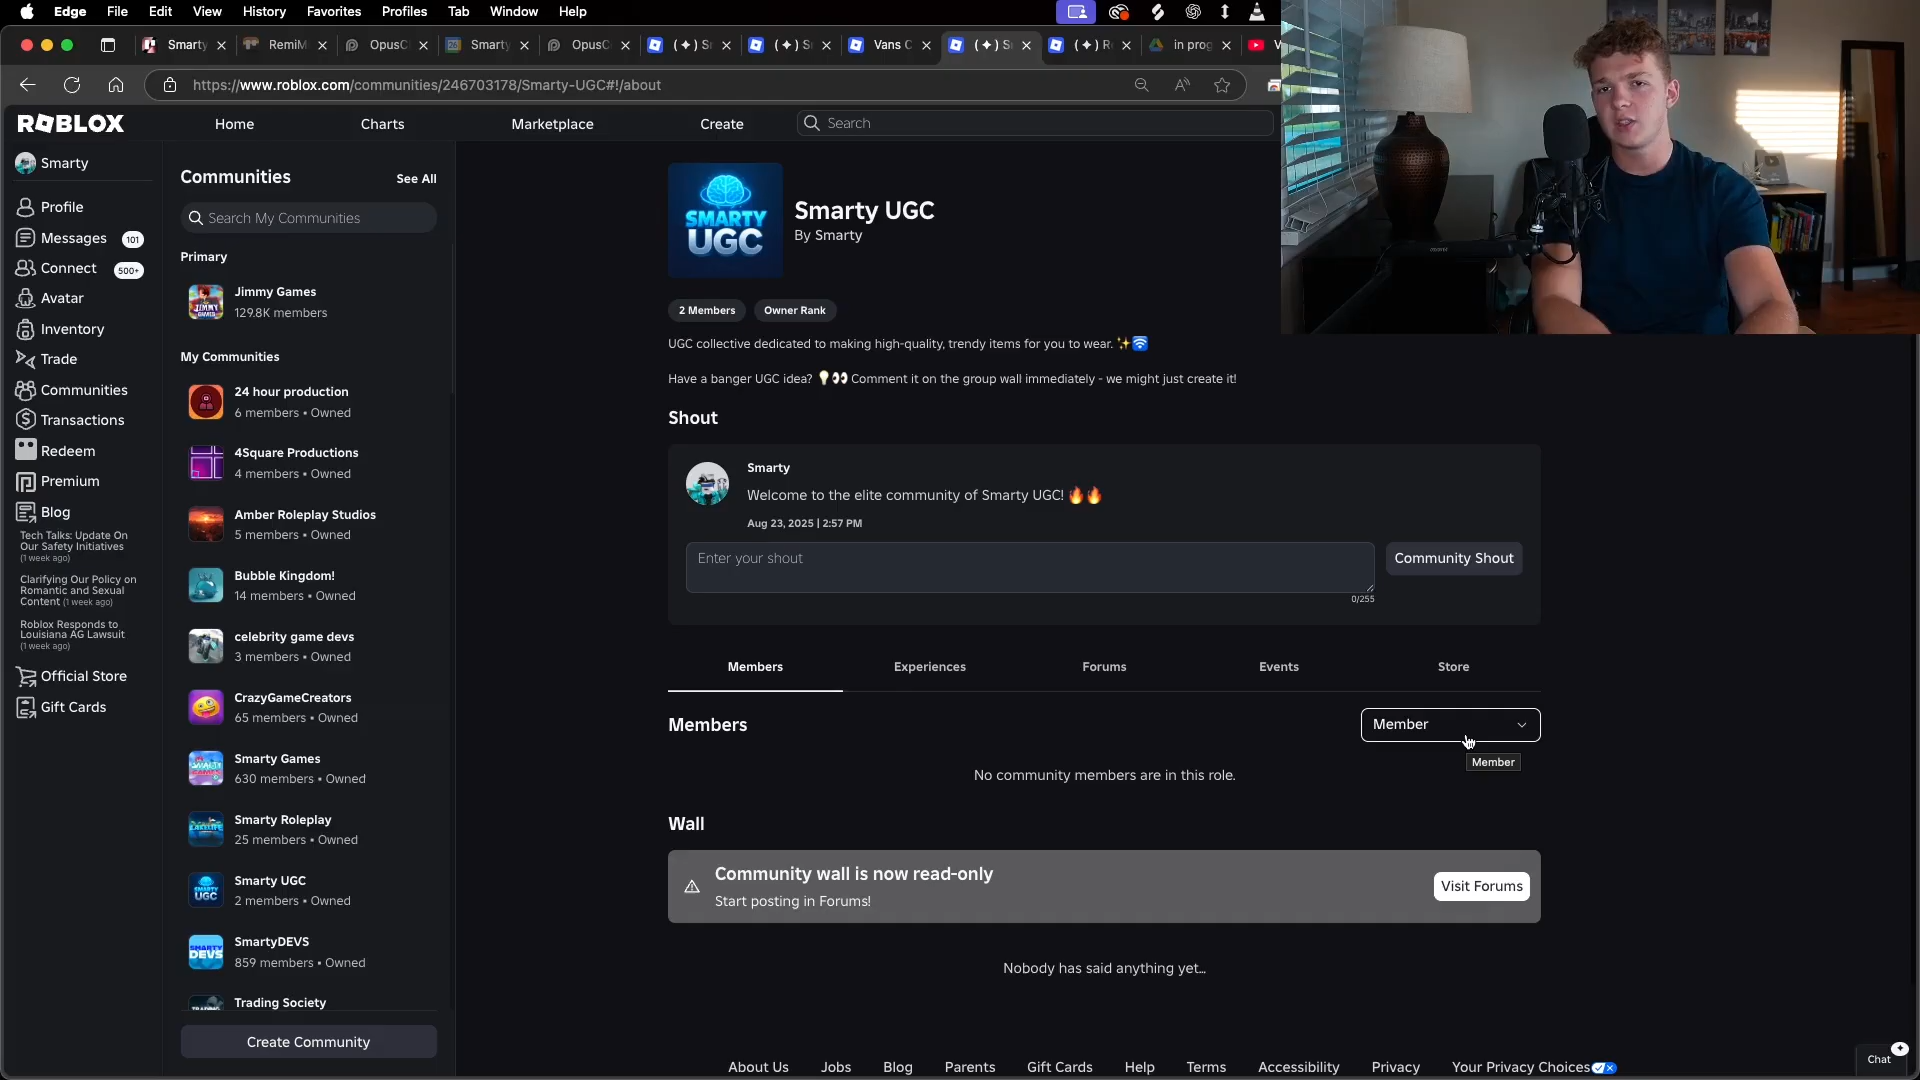 Edge File Edit View History Favorites Profiles Tab Window Help
Smarty
RemiM
OpusC
Smarty
OpusC
(✦) S
(✦) S
Vans C
(✦) S
(✦) R
in prog
https://www.roblox.com/communities/246703178/Smarty-UGC#!/about
ROBLOX
Home
Charts
Marketplace
Create
Search
Smarty
Profile
Messages 101
Connect 500+
Avatar
Inventory
Trade
Communities
Transactions
Redeem
Premium
Blog
Tech Talks: Update On
Our Safety Initiatives
(1 week ago)
Clarifying Our Policy on
Romantic and Sexual
Content (1 week ago)
Roblox Responds to
Louisiana AG Lawsuit
(1 week ago)
Official Store
Gift Cards
Communities
See All
Search My Communities
Primary
Jimmy Games
129.8K members
My Communities
24 hour production
6 members • Owned
4Square Productions
4 members • Owned
Amber Roleplay Studios
5 members • Owned
Bubble Kingdom!
14 members • Owned
celebrity game devs
3 members • Owned
CrazyGameCreators
65 members • Owned
Smarty Games
630 members • Owned
Smarty Roleplay
25 members • Owned
Smarty UGC
2 members • Owned
SmartyDEVS
859 members • Owned
Trading Society
Create Community
SMARTY
UGC
Smarty UGC
By Smarty
2 Members
Owner Rank
UGC collective dedicated to making high-quality, trendy items for you to wear. ✨🛜
Have a banger UGC idea? 💡👀 Comment it on the group wall immediately - we might just create it!
Shout
Smarty
Welcome to the elite community of Smarty UGC! 🔥🔥
Aug 23, 2025 | 2:57 PM
Enter your shout
Community Shout
0/255
Members
Experiences
Forums
Events
Store
Members
Member
Member
No community members are in this role.
Wall
Community wall is now read-only
Start posting in Forums!
Visit Forums
Nobody has said anything yet...
About Us
Jobs
Blog
Parents
Gift Cards
Help
Terms
Accessibility
Privacy
Your Privacy Choices
Chat